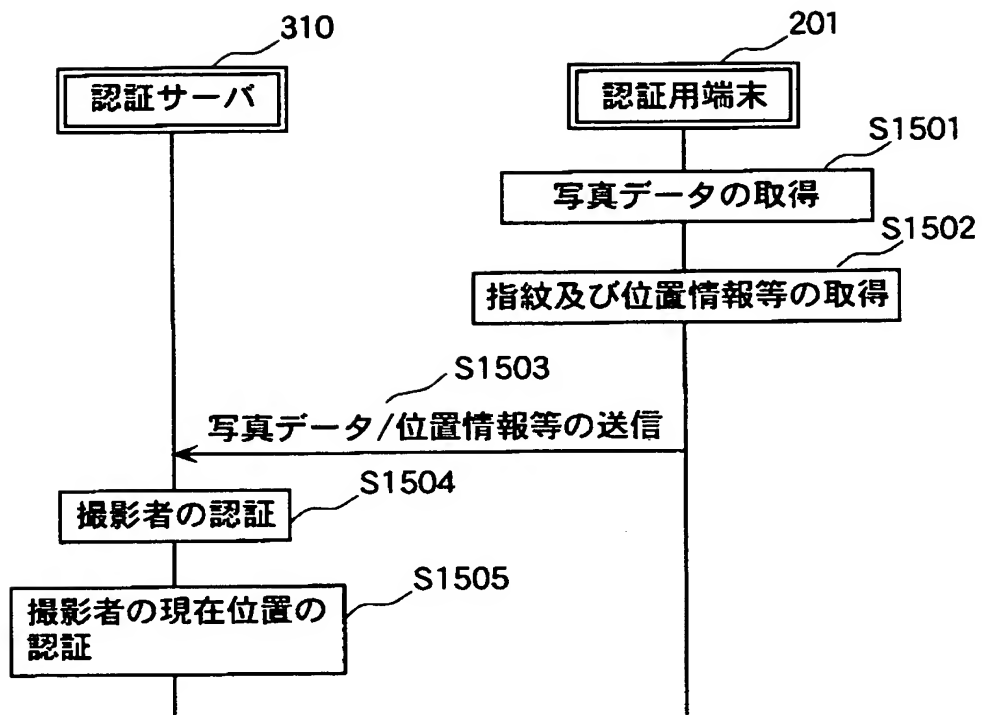 310
201
認証サーバ
認証用端末
S1501
写真データの取得
S1502
指紋及び位置情報等の取得
S1503
写真データ/位置情報等の送信
S1504
撮影者の認証
S1505
撮影者の現在位置の
認証